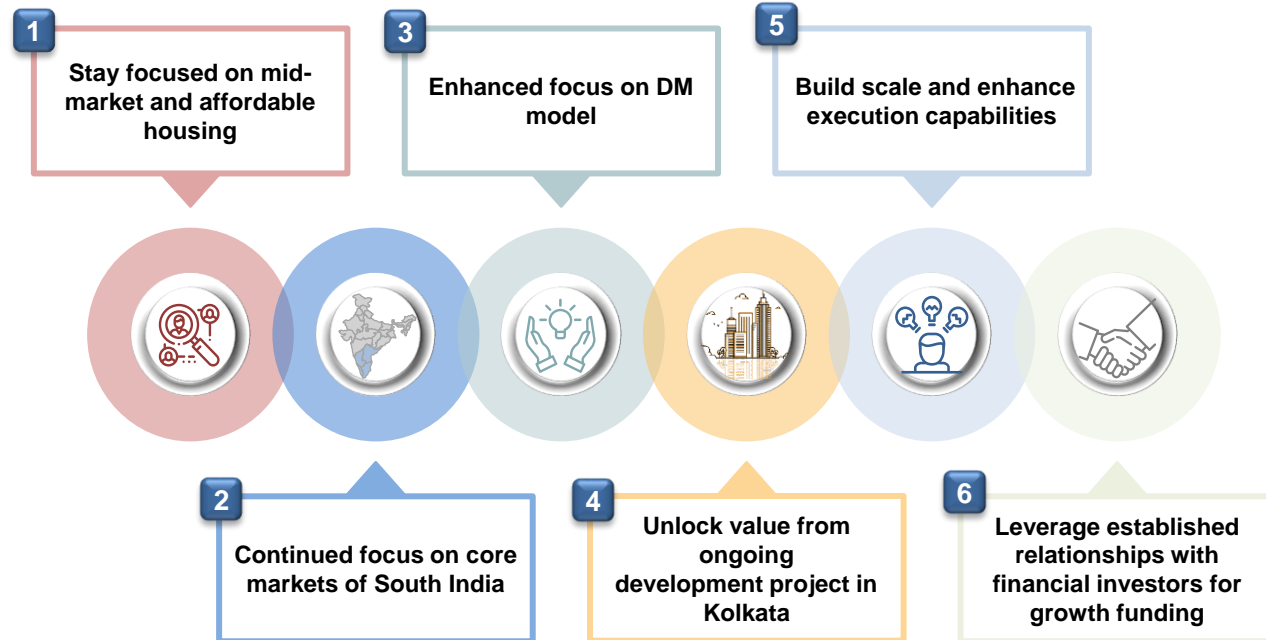 1
Stay focused on mid-
market and affordable
housing
2
Continued focus on core
markets of South India
3
Enhanced focus on DM
model
4
Unlock value from
ongoing
development project in
Kolkata
5
Build scale and enhance
execution capabilities
6
Leverage established
relationships with
financial investors for
growth funding